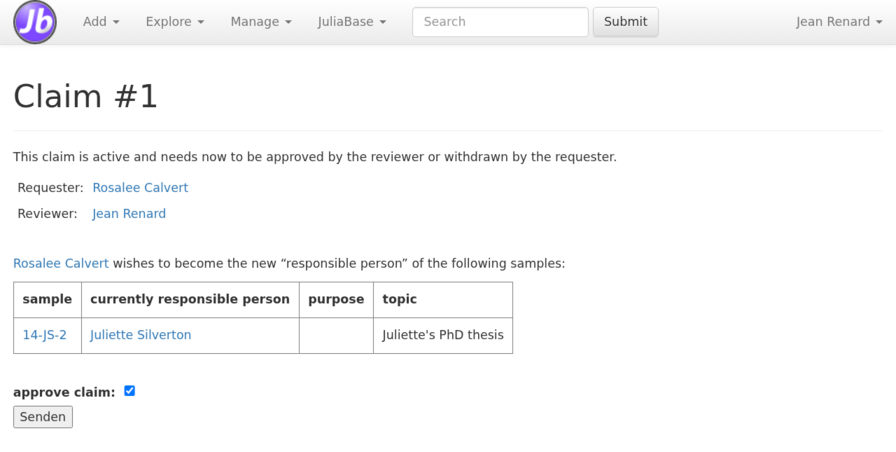 Jb Add Explore Manage JuliaBase Search Submit Jean Renard
Claim #1
This claim is active and needs now to be approved by the reviewer or withdrawn by the requester.
Requester: Rosalee Calvert
Reviewer: Jean Renard
Rosalee Calvert wishes to become the new “responsible person” of the following samples:
sample currently responsible person purpose topic
14-JS-2 Juliette Silverton Juliette's PhD thesis
approve claim:
Senden